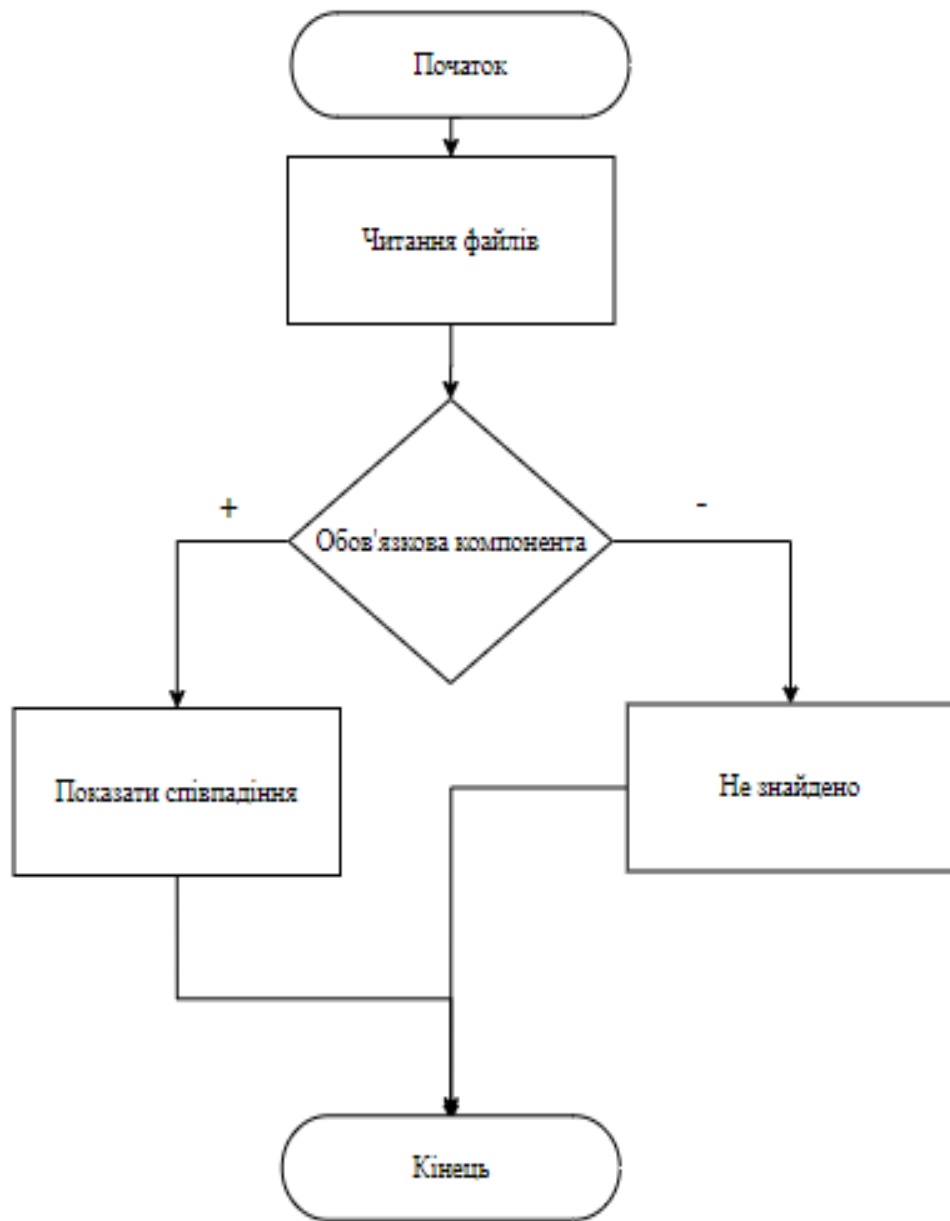 Початок
Читання файлів
+
-
Обов'язкова компонента
Показати співпадіння
Не знайдено
Кінець